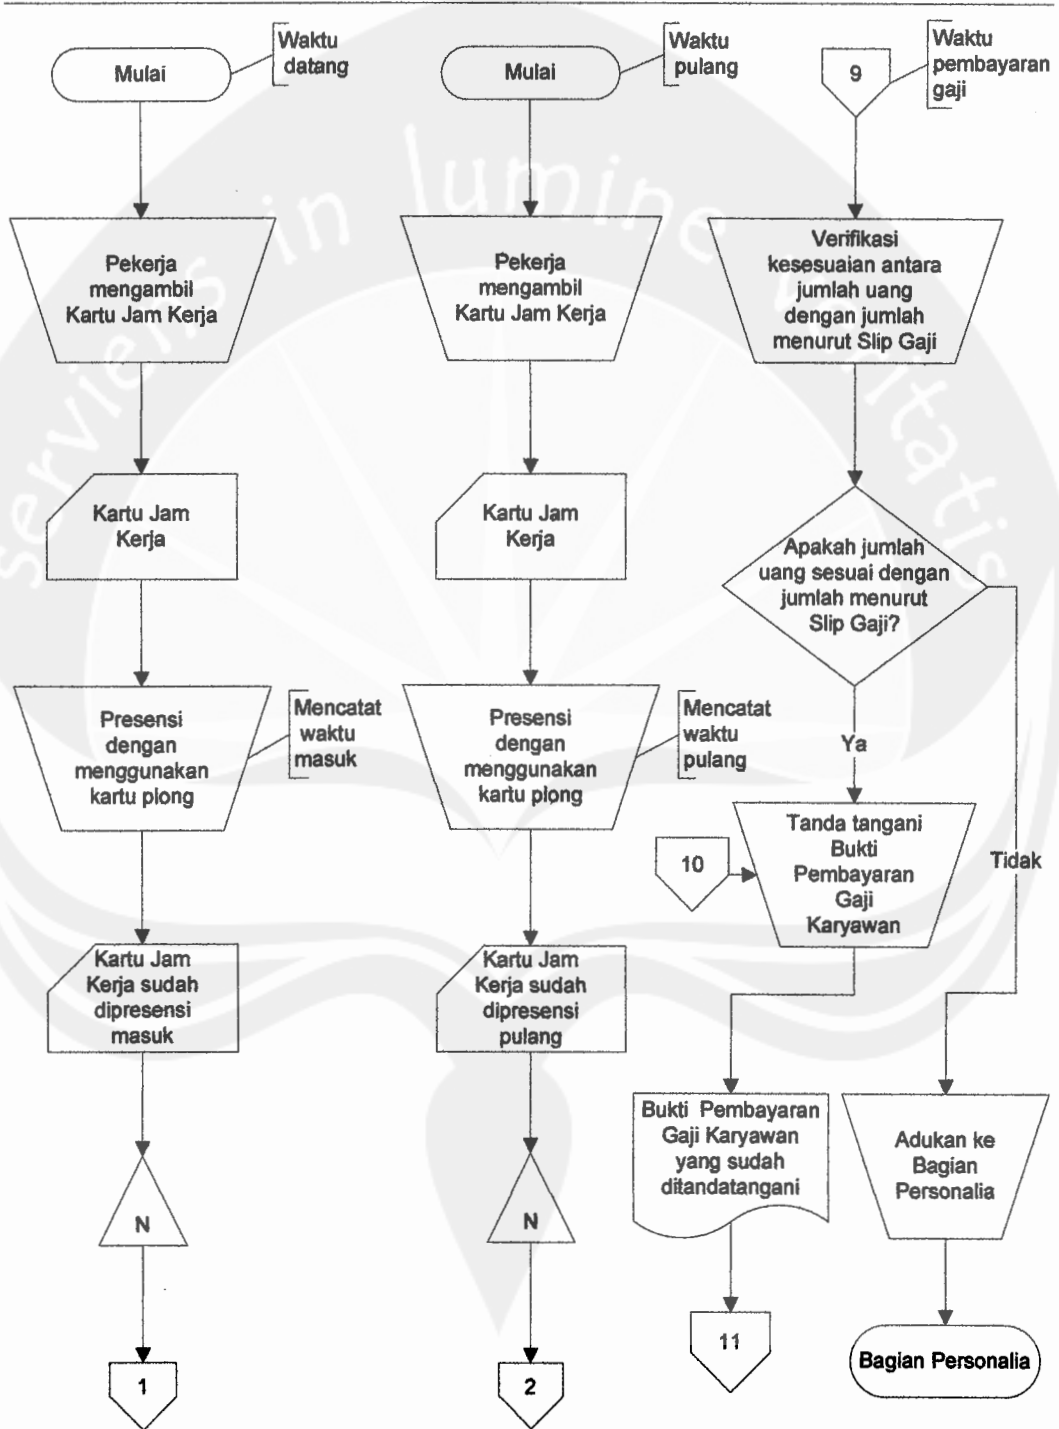 serviens in lumine veritatis
Mulai
Waktu
datang
Pekerja
mengambil
Kartu Jam Kerja
Kartu Jam
Kerja
Presensi
dengan
menggunakan
kartu plong
Mencatat
waktu
masuk
Kartu Jam
Kerja sudah
dipresensi
masuk
N
1
Mulai
Waktu
pulang
Pekerja
mengambil
Kartu Jam Kerja
Kartu Jam
Kerja
Presensi
dengan
menggunakan
kartu plong
Mencatat
waktu
pulang
Kartu Jam
Kerja sudah
dipresensi
pulang
N
2
9
Waktu
pembayaran
gaji
Verifikasi
kesesuaian antara
jumlah uang
dengan jumlah
menurut Slip Gaji
Apakah jumlah
uang sesuai dengan
jumlah menurut
Slip Gaji?
Ya
Tidak
10
Tanda tangani
Bukti
Pembayaran
Gaji
Karyawan
Bukti Pembayaran
Gaji Karyawan
yang sudah
ditandatangani
11
Adukan ke
Bagian
Personalia
Bagian Personalia